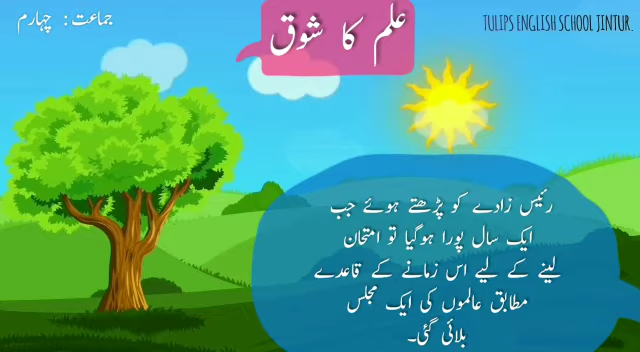 جماعت: چہارم
علم کا شوق
TULIPS ENGLISH SCHOOL JINTUR.
رئیس زادے کو پڑھتے ہوئے جب
ایک سال پورا ہوگیا تو امتحان
لینے کے لیے اس زمانے کے قاعدے
مطابق عالموں کی ایک مجلس
بلائی گئی۔